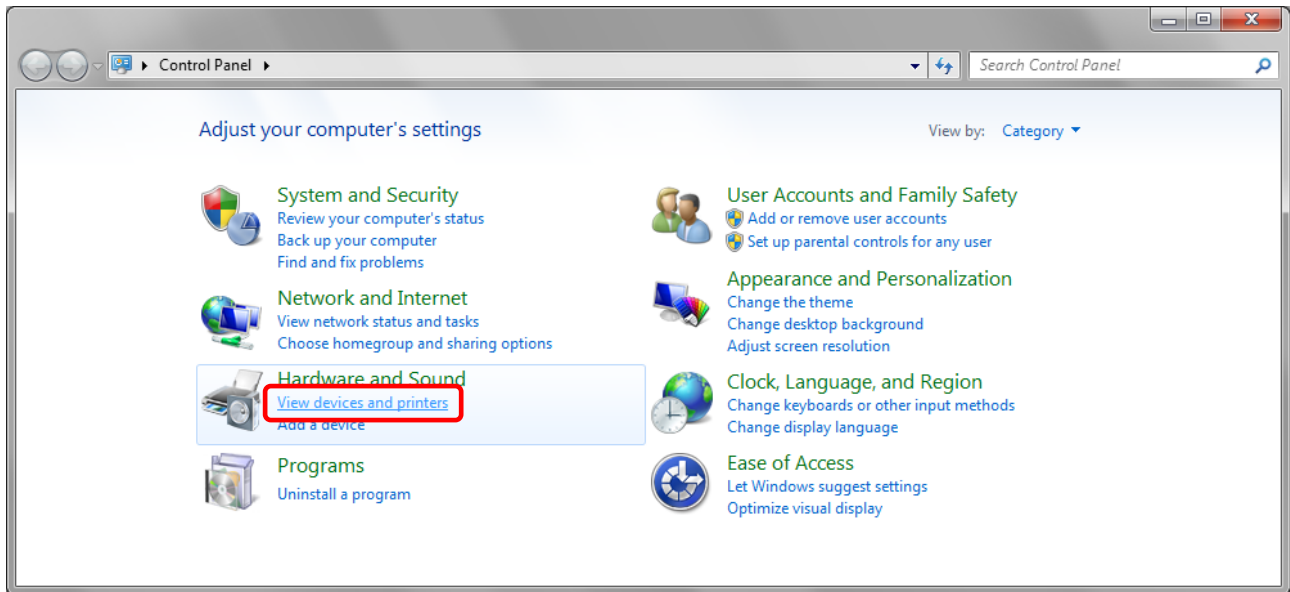 Control Panel
Search Control Panel
Adjust your computer's settings
View by: Category
System and Security
Review your computer's status
Back up your computer
Find and fix problems
Network and Internet
View network status and tasks
Choose homegroup and sharing options
Hardware and Sound
View devices and printers
Add a device
Programs
Uninstall a program
User Accounts and Family Safety
Add or remove user accounts
Set up parental controls for any user
Appearance and Personalization
Change the theme
Change desktop background
Adjust screen resolution
Clock, Language, and Region
Change keyboards or other input methods
Change display language
Ease of Access
Let Windows suggest settings
Optimize visual display